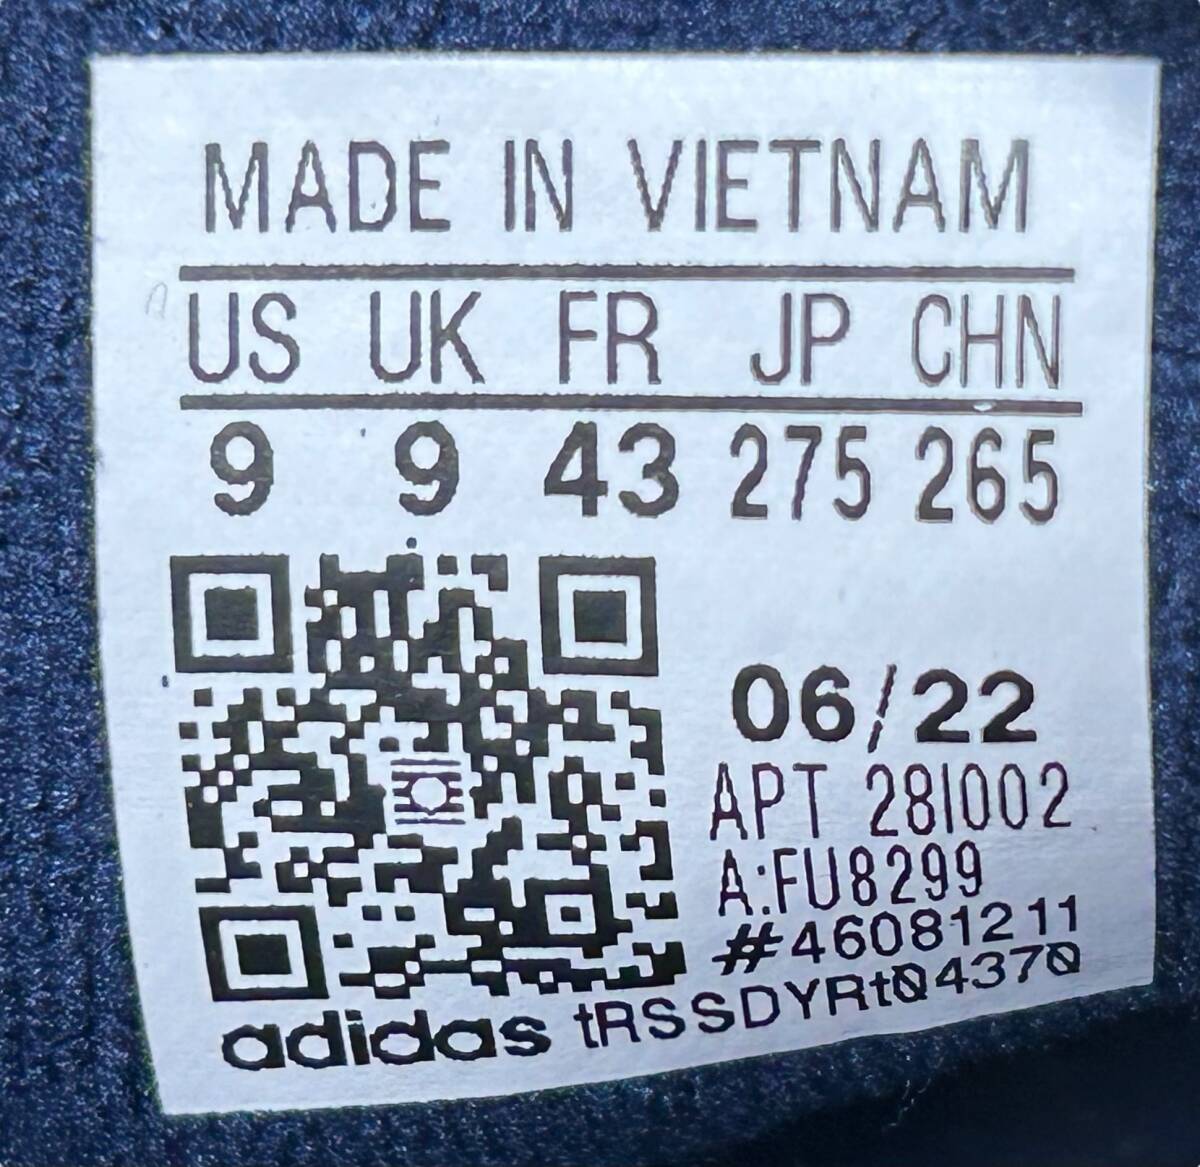 MADE IN VIETNAM
US UK FR JP CHN
9 9 43 275 265
06/22
APT 28I002
A:FU8299
#46081211
adidas tRSSDYRt04370